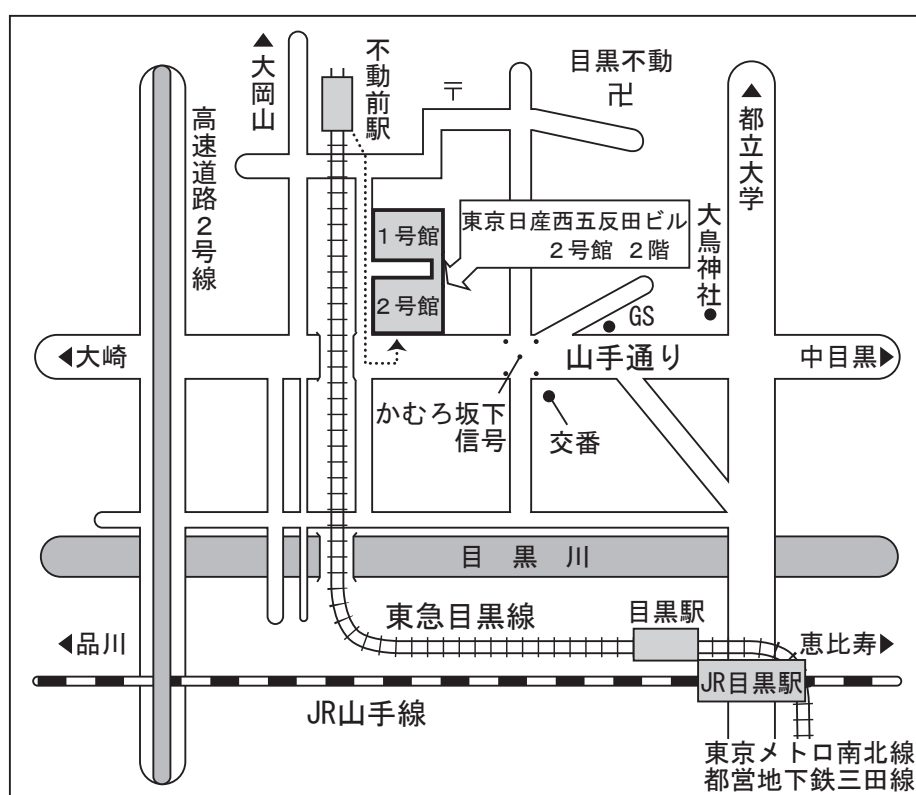 ▲大岡山
不動前駅
〒
目黒不動
卍
▲都立大学
高速道路2号線
1号館
2号館
東京日産西五反田ビル
2号館 2階
大鳥神社
GS
◀大崎
山手通り
中目黒▶
かむろ坂下
信号
交番
目黒川
◀品川
東急目黒線
目黒駅
恵比寿▶
JR目黒駅
JR山手線
東京メトロ南北線
都営地下鉄三田線